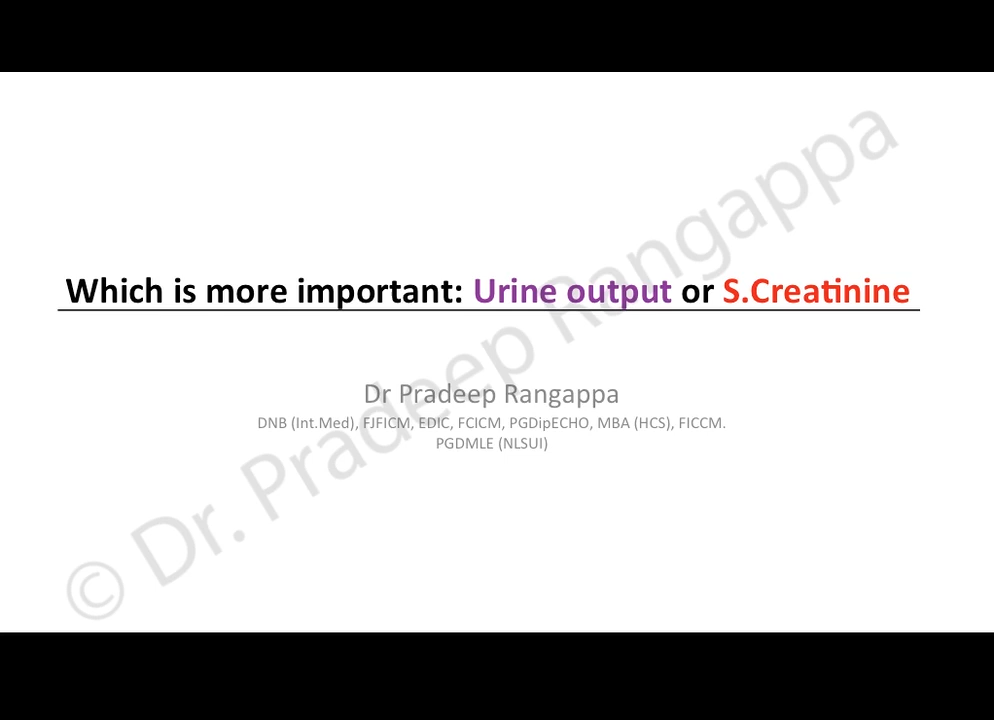 Which is more important: Urine output or S.Creatinine
Dr Pradeep Rangappa
DNB (Int.Med), FJFICM, EDIC, FCICM, PGDipECHO, MBA (HCS), FICCM.
PGDMLE (NLSUI)
© Dr. Pradeep Rangappa